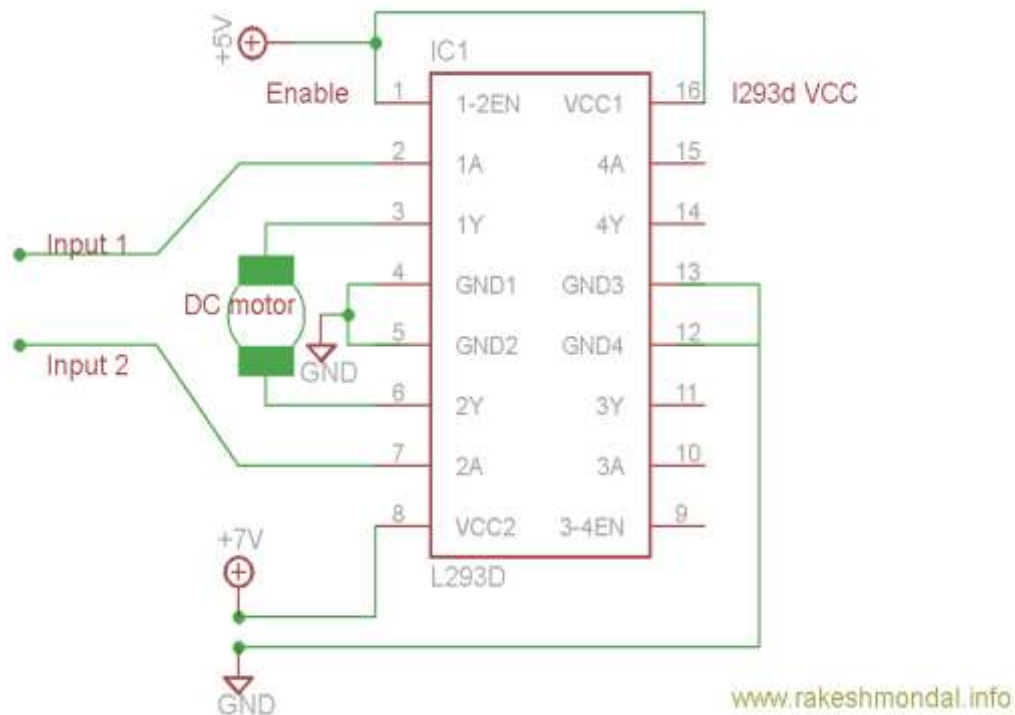 +5V
IC1
Enable
1
1-2EN
VCC1
16
l293d VCC
2
1A
4A
15
3
1Y
4Y
14
Input 1
4
GND1
GND3
13
DC motor
5
GND2
GND4
12
Input 2
GND
6
2Y
3Y
11
7
2A
3A
10
8
VCC2
3-4EN
9
+7V
L293D
GND
www.rakeshmondal.info